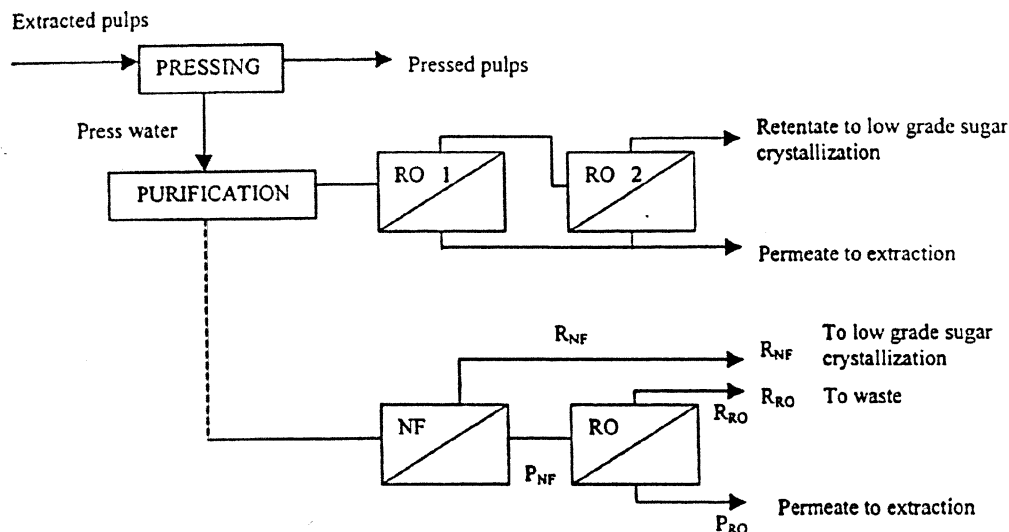 Extracted pulps
PRESSING
Pressed pulps
Press water
PURIFICATION
RO 1
RO 2
Retentate to low grade sugar
crystallization
Permeate to extraction
R_NF
R_NF
To low grade sugar
crystallization
R_RO
R_RO
To waste
NF
RO
P_NF
Permeate to extraction
P_RO